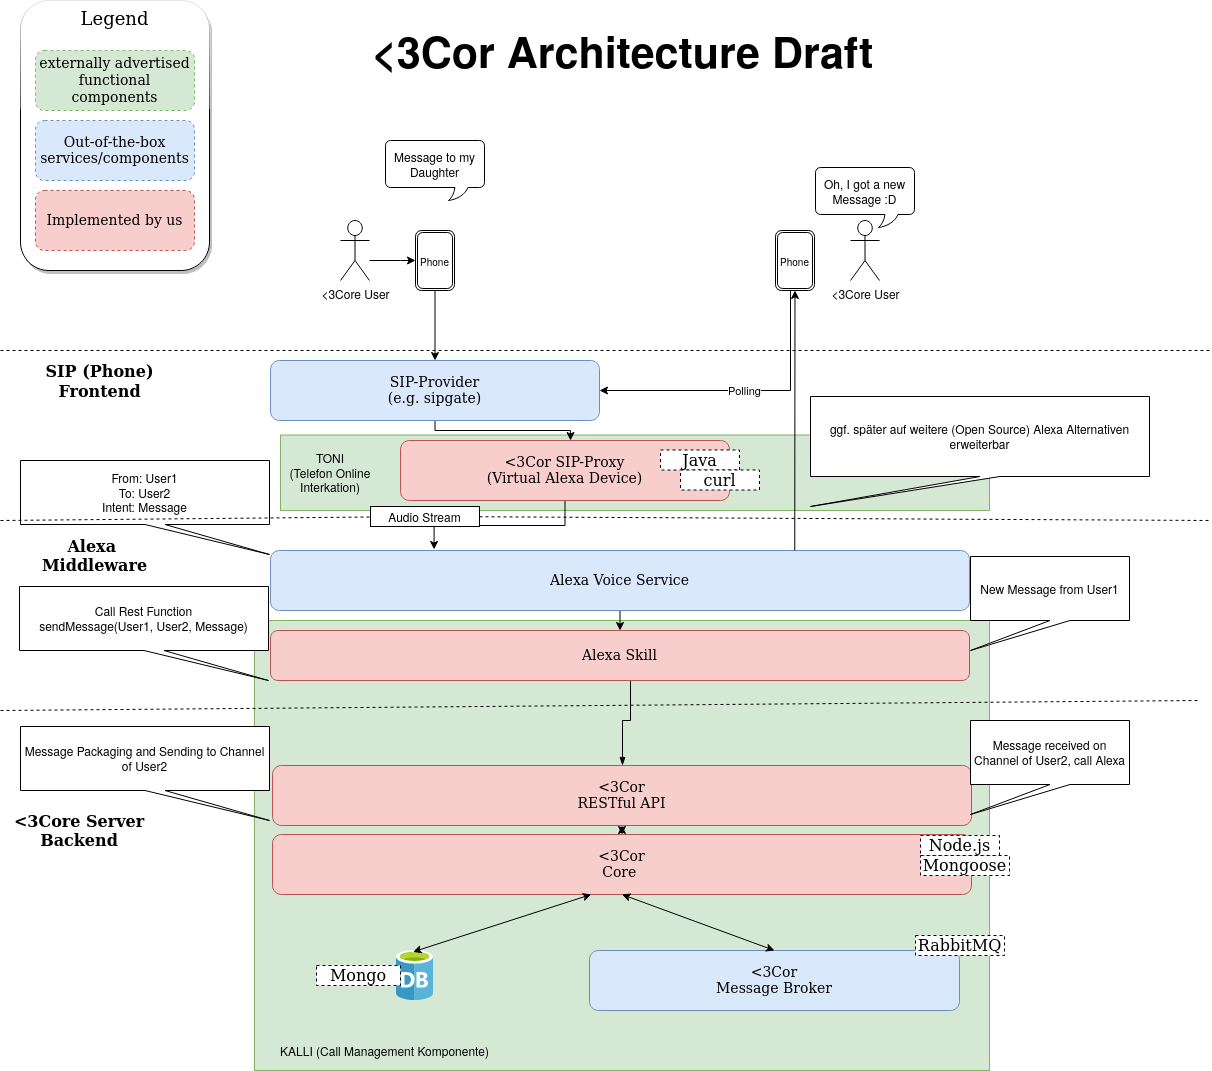 Legend
externally advertised
functional
components
Out-of-the-box
services/components
Implemented by us
<3Cor Architecture Draft
Message to my
Daughter
Oh, I got a new
Message :D
Phone
Phone
<3Core User
<3Core User
SIP (Phone)
Frontend
SIP-Provider
(e.g. sipgate)
Polling
ggf. später auf weitere (Open Source) Alexa Alternativen
erweiterbar
TONI
(Telefon Online
Interkation)
<3Cor SIP-Proxy
(Virtual Alexa Device)
Java
curl
From: User1
To: User2
Intent: Message
Audio Stream
Alexa
Middleware
Alexa Voice Service
New Message from User1
Call Rest Function
sendMessage(User1, User2, Message)
Alexa Skill
Message Packaging and Sending to Channel
of User2
Message received on
Channel of User2, call Alexa
<3Cor
RESTful API
<3Core Server
Backend
<3Cor
Core
Node.js
Mongoose
RabbitMQ
Mongo
DB
<3Cor
Message Broker
KALLI (Call Management Komponente)